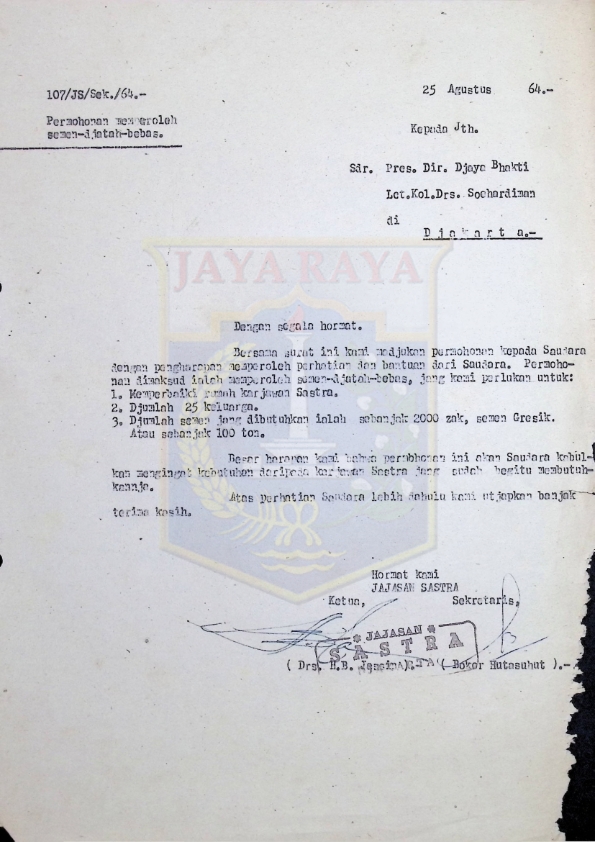 107/JS/Sek./64.-
25 Agustus 64.-
Permohonan memperoleh
semen-djatah-bebas.
Kepada Jth.
Sdr. Pres. Dir. Djaya Bhakti
Let.Kol.Drs. Soehardiman
di
Djakarta.-
JAYA RAYA
Dengan segala hormat.
Bersama surat ini kami madjukan permohonan kepada Saudara
dengan pengharapan memperoleh perhatian dan bantuan dari Saudara. Permoho-
nan dimaksud ialah memperoleh semen-djatah-bebas, jang kami perlukan untuk:
1. Memperbaiki rumah karjawan Sastra.
2. Djumlah 25 keluarga.
3. Djumlah semen jang dibutuhkan ialah sebanjak 2000 zak, semen Gresik.
Atau sebanjak 100 ton.
Besar harapan kami bahwa permohonan ini akan Saudara kabul-
kan mengingat kebutuhan daripada karjawan Sastra jang sudah begitu membutuh-
kannja.
Atas perhatian Saudara lebih dahulu kami utjapkan banjak
terima kasih.
Hormat kami
JAJASAN SASTRA
Ketua, Sekretaris,
* JAJASAN *
SASTRA
( Drs. H.B. Jassin ). ( Bokor Hutasuhut ).-